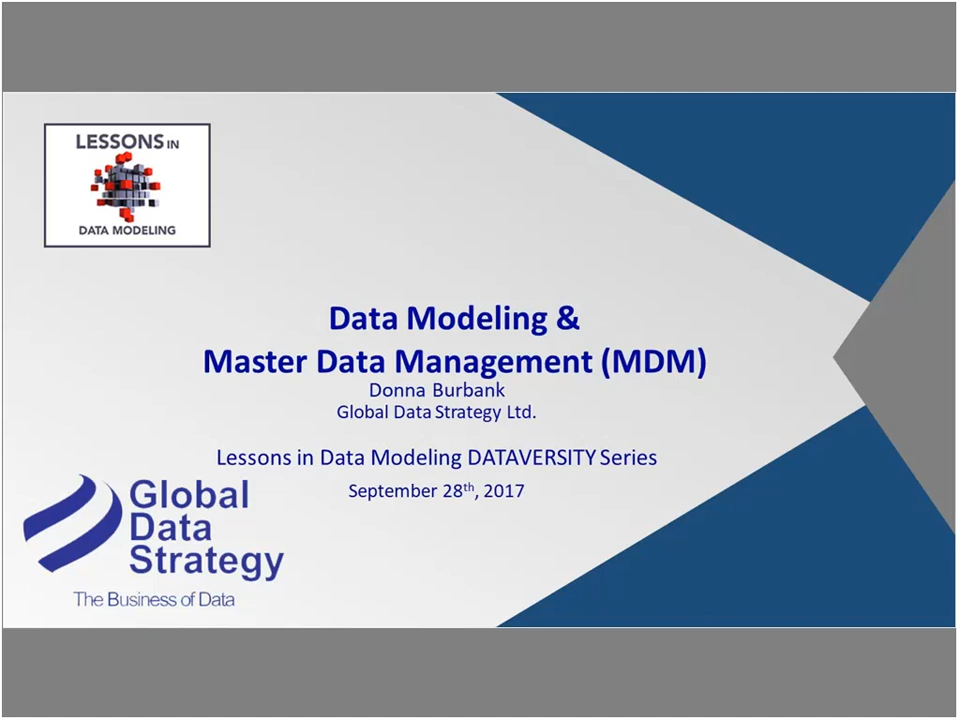 LESSONS IN
DATA MODELING
Data Modeling &
Master Data Management (MDM)
Donna Burbank
Global Data Strategy Ltd.
Lessons in Data Modeling DATAVERSITY Series
September 28th, 2017
Global
Data
Strategy
The Business of Data